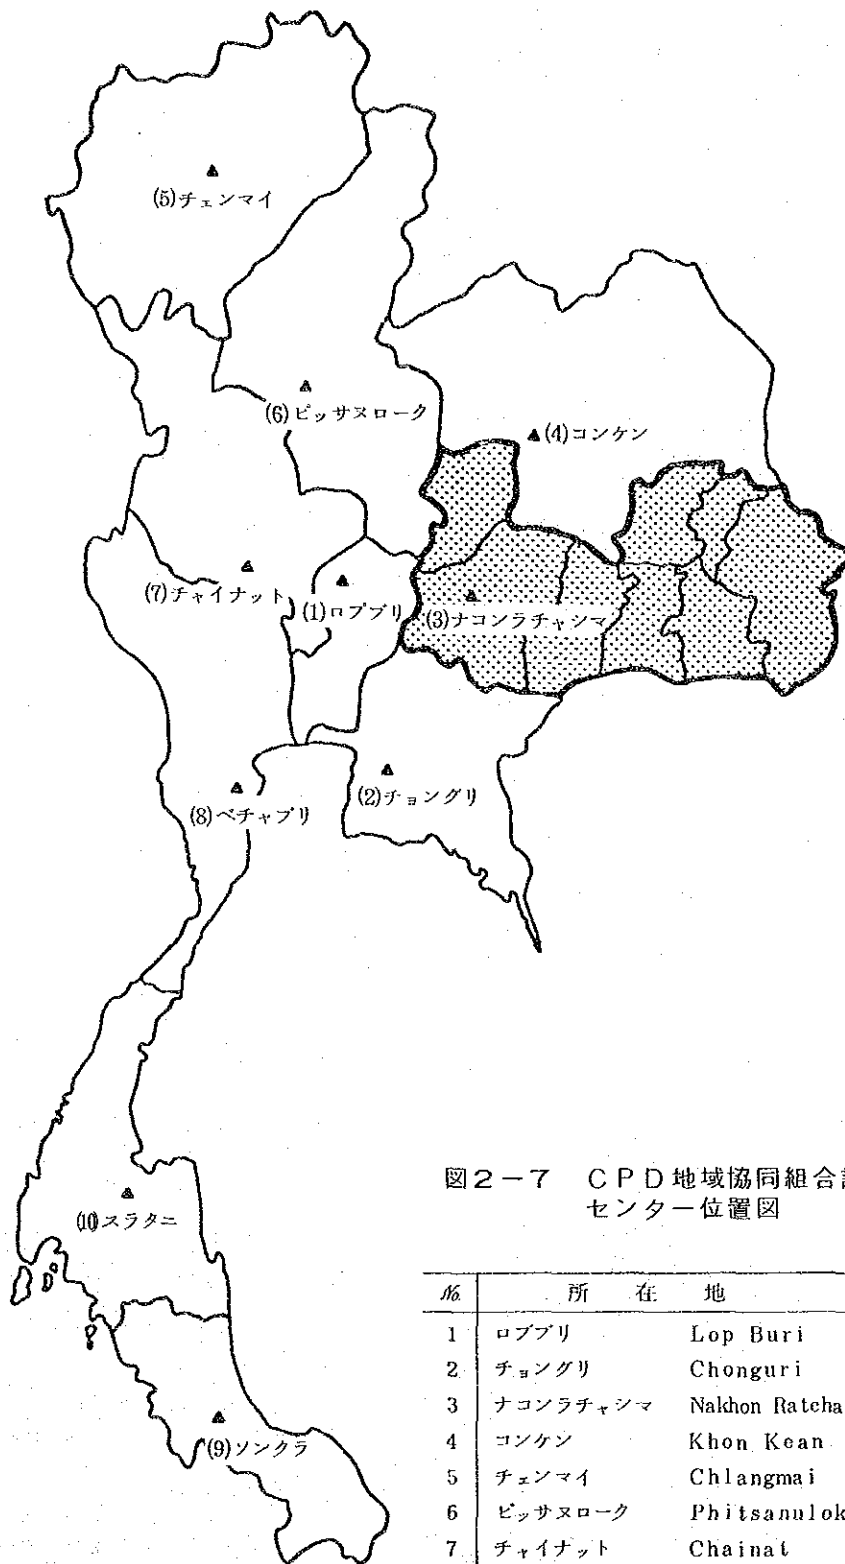 (5)チェンマイ
(6)ピッサヌローク
(4)コンケン
(7)チャイナット
(1)ロブブリ
(3)ナコンラチャシマ
(2)チョングリ
(8)ペチャブリ
(10)スラタニ
(9)ソンクラ
図2-7 CPD地域協同組合
センター位置図
№ 所在地
1 ロブブリ Lop Buri
2 チョングリ Chonguri
3 ナコンラチャシマ Nakhon Ratcha
4 コンケン Khon Kean
5 チェンマイ Chlangmai
6 ピッサヌローク Phitsanulok
7 チャイナット Chainat